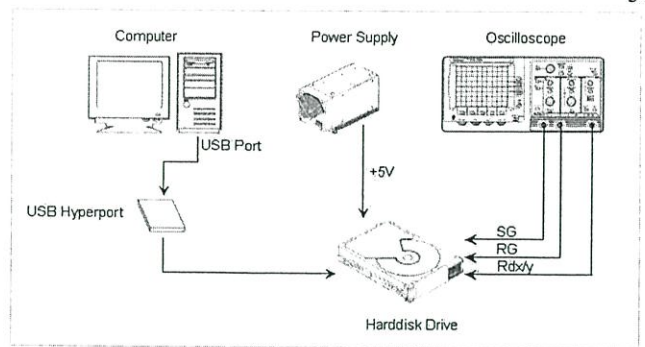 Computer
Power Supply
Oscilloscope
USB Port
+5V
USB Hyperport
SG
RG
Rdx/y
Harddisk Drive